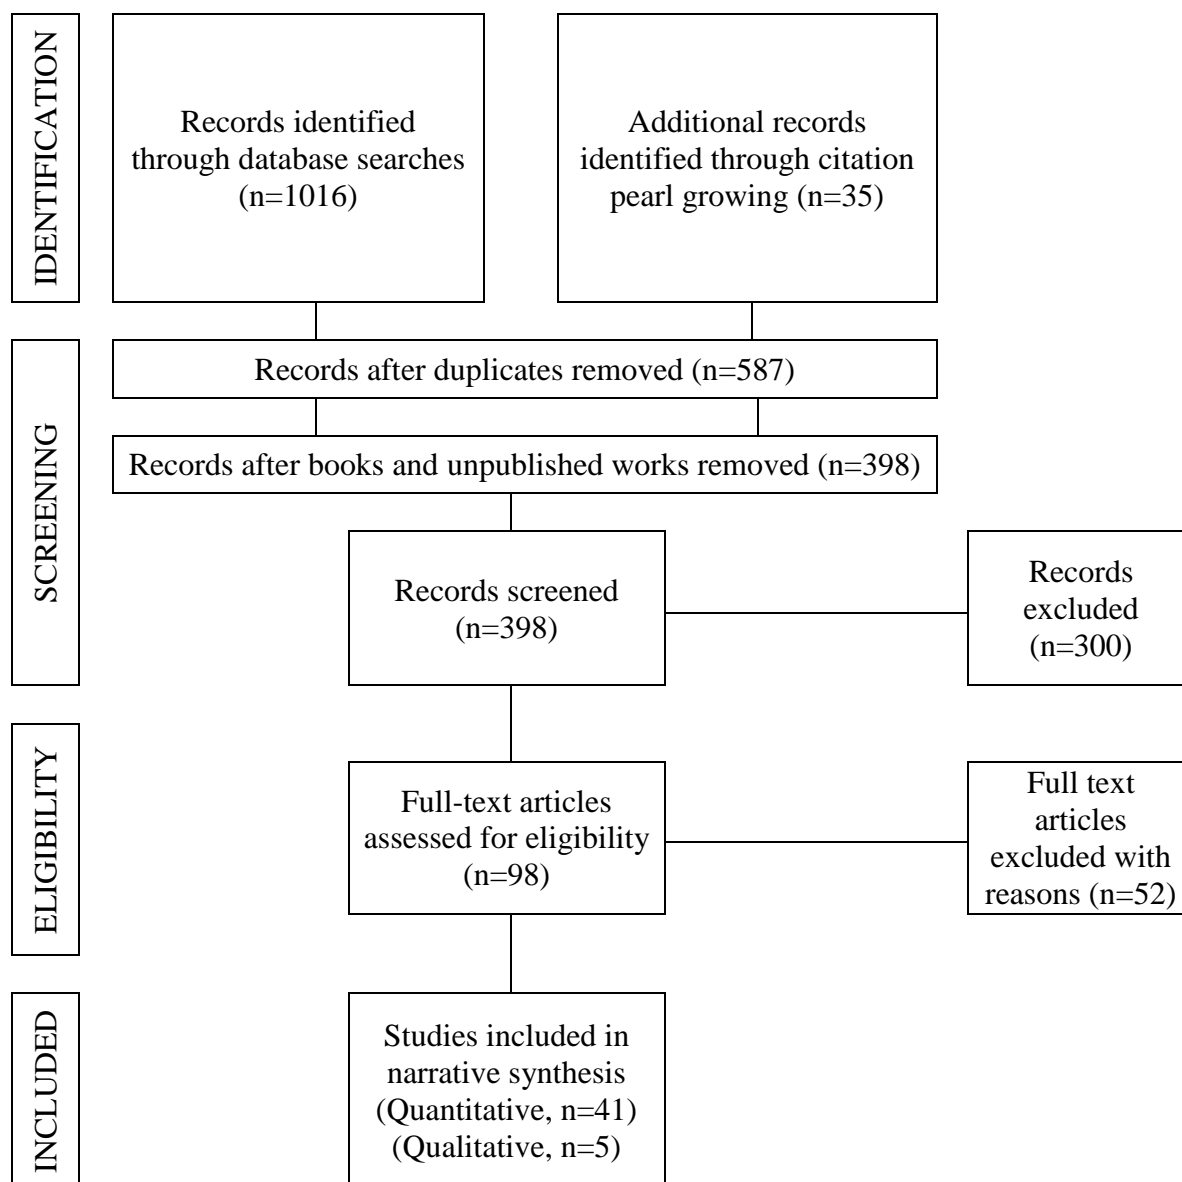 IDENTIFICATION
Records identified
through database searches
(n=1016)
Additional records
identified through citation
pearl growing (n=35)
SCREENING
Records after duplicates removed (n=587)
Records after books and unpublished works removed (n=398)
Records screened
(n=398)
Records
excluded
(n=300)
ELIGIBILITY
Full-text articles
assessed for eligibility
(n=98)
Full text
articles
excluded with
reasons (n=52)
INCLUDED
Studies included in
narrative synthesis
(Quantitative, n=41)
(Qualitative, n=5)